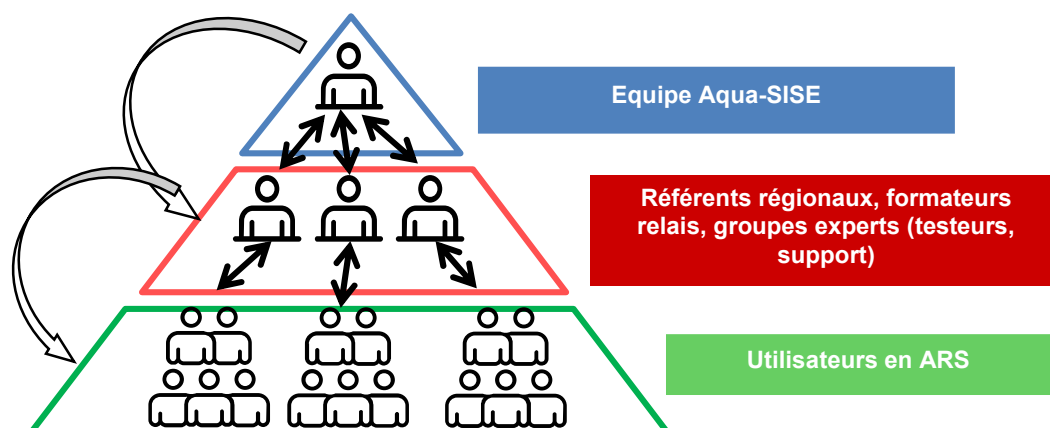 Equipe Aqua-SISE
Référents régionaux, formateurs
relais, groupes experts (testeurs,
support)
Utilisateurs en ARS